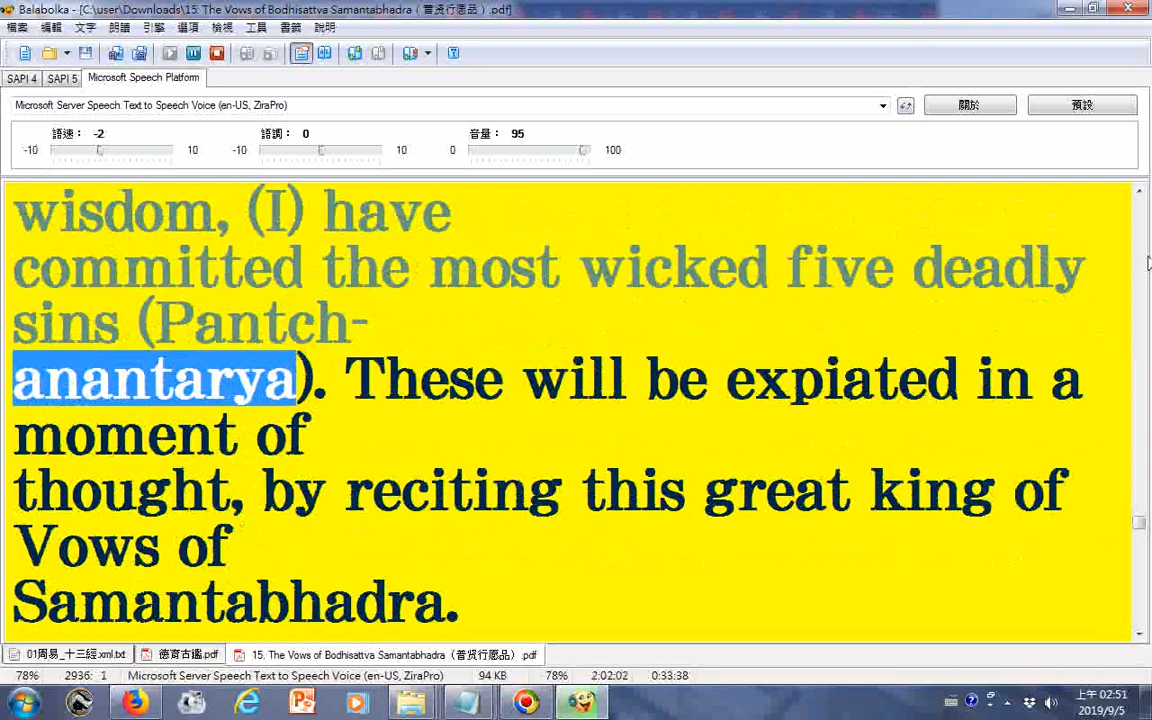 Balabolka - [C:\user\Downloads\15. The Vows of Bodhisattva Samantabhadra（普贤行愿品）.pdf]
檔案 編輯 文字 朗讀 引擎 選項 檢視 工具 書籤 說明
SAPI 4 SAPI 5 Microsoft Speech Platform
Microsoft Server Speech Text to Speech Voice (en-US, ZiraPro) 關於 預設
語速： -2 語調： 0 音量： 95
-10 10 -10 10 0 100
wisdom, (I) have
committed the most wicked five deadly
sins (Pantch-
anantarya). These will be expiated in a
moment of
thought, by reciting this great king of
Vows of
Samantabhadra.
01周易_十三經.xml.txt 德育古鑑.pdf 15. The Vows of Bodhisattva Samantabhadra（普贤行愿品）.pdf
78% 2936: 1 Microsoft Server Speech Text to Speech Voice (en-US, ZiraPro) 94 KB 78% 2:02:02 0:33:38
上午 02:51
2019/9/5